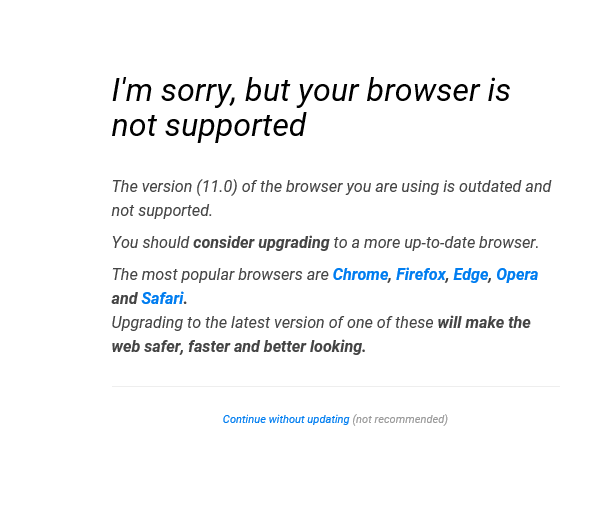 I'm sorry, but your browser is
not supported
The version (11.0) of the browser you are using is outdated and
not supported.
You should consider upgrading to a more up-to-date browser.
The most popular browsers are Chrome, Firefox, Edge, Opera
and Safari.
Upgrading to the latest version of one of these will make the
web safer, faster and better looking.
Continue without updating (not recommended)